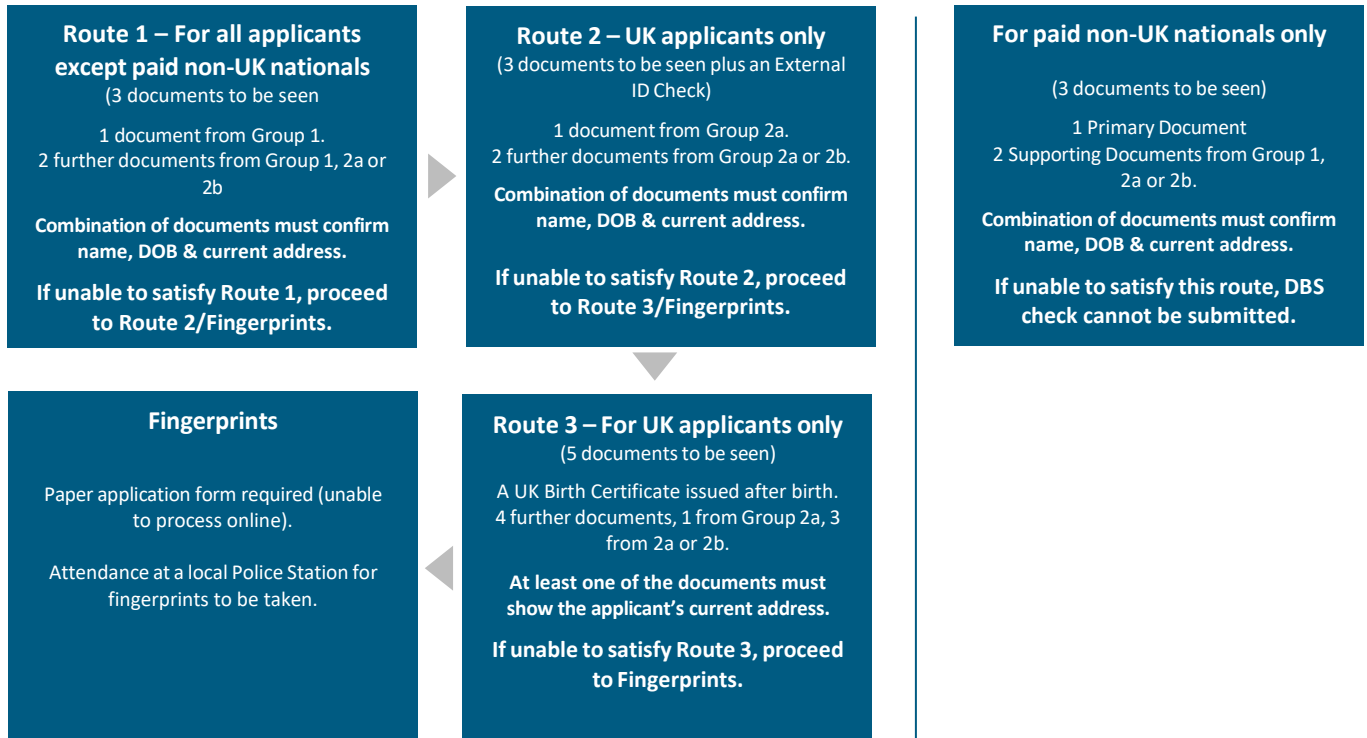 Route 1 – For all applicants
except paid non-UK nationals
(3 documents to be seen
1 document from Group 1.
2 further documents from Group 1, 2a or
2b
Combination of documents must confirm
name, DOB & current address.
If unable to satisfy Route 1, proceed
to Route 2/Fingerprints.
Route 2 – UK applicants only
(3 documents to be seen plus an External
ID Check)
1 document from Group 2a.
2 further documents from Group 2a or 2b.
Combination of documents must confirm
name, DOB & current address.
If unable to satisfy Route 2, proceed
to Route 3/Fingerprints.
For paid non-UK nationals only
(3 documents to be seen)
1 Primary Document
2 Supporting Documents from Group 1,
2a or 2b.
Combination of documents must confirm
name, DOB & current address.
If unable to satisfy this route, DBS
check cannot be submitted.
Route 3 – For UK applicants only
(5 documents to be seen)
A UK Birth Certificate issued after birth.
4 further documents, 1 from Group 2a, 3
from 2a or 2b.
At least one of the documents must
show the applicant’s current address.
If unable to satisfy Route 3, proceed
to Fingerprints.
Fingerprints
Paper application form required (unable
to process online).
Attendance at a local Police Station for
fingerprints to be taken.